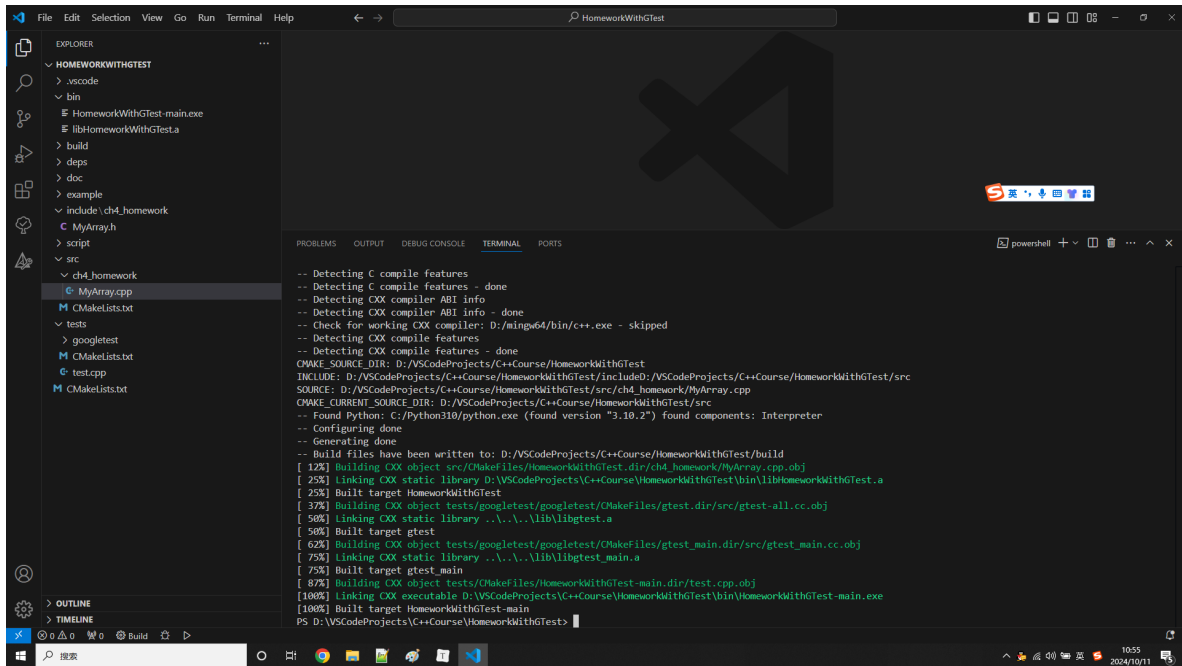 File Edit Selection View Go Run Terminal Help
HomeworkWithGTest
EXPLORER
HOMEWORKWITHGTEST
.vscode
bin
HomeworkWithGTest-main.exe
libHomeworkWithGTest.a
build
deps
doc
example
include\ch4_homework
C MyArray.h
script
src
ch4_homework
MyArray.cpp
M CMakeLists.txt
tests
googletest
M CMakeLists.txt
test.cpp
M CMakeLists.txt
OUTLINE
TIMELINE
英
PROBLEMS OUTPUT DEBUG CONSOLE TERMINAL PORTS
powershell
-- Detecting C compile features
-- Detecting C compile features - done
-- Detecting CXX compiler ABI info
-- Detecting CXX compiler ABI info - done
-- Check for working CXX compiler: D:/mingw64/bin/c++.exe - skipped
-- Detecting CXX compile features
-- Detecting CXX compile features - done
CMAKE_SOURCE_DIR: D:/VSCodeProjects/C++Course/HomeworkWithGTest
INCLUDE: D:/VSCodeProjects/C++Course/HomeworkWithGTest/includeD:/VSCodeProjects/C++Course/HomeworkWithGTest/src
SOURCE: D:/VSCodeProjects/C++Course/HomeworkWithGTest/src/ch4_homework/MyArray.cpp
CMAKE_CURRENT_SOURCE_DIR: D:/VSCodeProjects/C++Course/HomeworkWithGTest/src
-- Found Python: C:/Python310/python.exe (found version "3.10.2") found components: Interpreter
-- Configuring done
-- Generating done
-- Build files have been written to: D:/VSCodeProjects/C++Course/HomeworkWithGTest/build
[ 12%] Building CXX object src/CMakeFiles/HomeworkWithGTest.dir/ch4_homework/MyArray.cpp.obj
[ 25%] Linking CXX static library D:\VSCodeProjects\C++Course\HomeworkWithGTest\bin\libHomeworkWithGTest.a
[ 25%] Built target HomeworkWithGTest
[ 37%] Building CXX object tests/googletest/googletest/CMakeFiles/gtest.dir/src/gtest-all.cc.obj
[ 50%] Linking CXX static library ..\..\..\lib\libgtest.a
[ 50%] Built target gtest
[ 62%] Building CXX object tests/googletest/googletest/CMakeFiles/gtest_main.dir/src/gtest_main.cc.obj
[ 75%] Linking CXX static library ..\..\..\lib\libgtest_main.a
[ 75%] Built target gtest_main
[ 87%] Building CXX object tests/CMakeFiles/HomeworkWithGTest-main.dir/test.cpp.obj
[100%] Linking CXX executable D:\VSCodeProjects\C++Course\HomeworkWithGTest\bin\HomeworkWithGTest-main.exe
[100%] Built target HomeworkWithGTest-main
PS D:\VSCodeProjects\C++Course\HomeworkWithGTest>
0 0 0 Build
搜索
英
10:55
2024/10/11
5